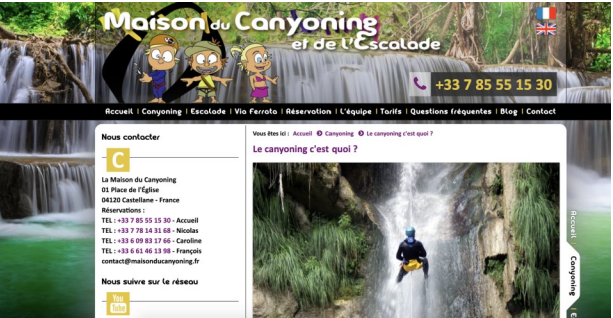 Maison du Canyoning
et de l'Escalade
+33 7 85 55 15 30
Accueil | Canyoning | Escalade | Via Ferrata | Réservation | L'équipe | Tarifs | Questions fréquentes | Blog | Contact
Nous contacter
C
La Maison du Canyoning
01 Place de l'Église
04120 Castellane - France
Réservations :
TEL : +33 7 85 55 15 30 - Accueil
TEL : +33 7 78 14 31 68 - Nicolas
TEL : +33 6 09 83 17 66 - Caroline
TEL : +33 6 61 46 13 98 - François
contact@maisonducanyoning.fr
Nous suivre sur le réseau
You
Tube
Vous êtes ici : Accueil Canyoning Le canyoning c'est quoi ?
Le canyoning c'est quoi ?
Accueil
Canyoning